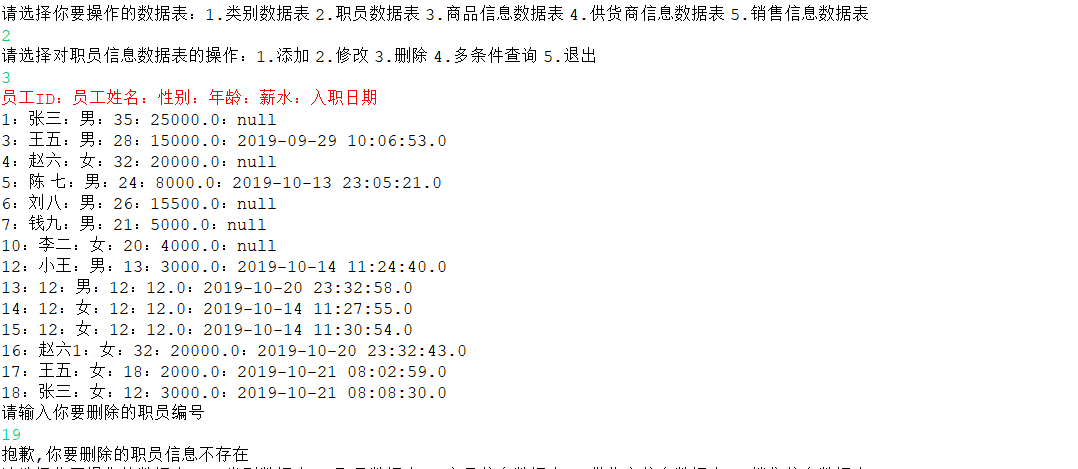 请选择你要操作的数据表：1.类别数据表 2.职员数据表 3.商品信息数据表 4.供货商信息数据表 5.销售信息数据表
2
请选择对职员信息数据表的操作：1.添加 2.修改 3.删除 4.多条件查询 5.退出
3
员工ID：员工姓名：性别：年龄：薪水：入职日期
1：张三：男：35：25000.0：null
3：王五：男：28：15000.0：2019-09-29 10:06:53.0
4：赵六：女：32：20000.0：null
5：陈 七：男：24：8000.0：2019-10-13 23:05:21.0
6：刘八：男：26：15500.0：null
7：钱九：男：21：5000.0：null
10：李二：女：20：4000.0：null
12：小王：男：13：3000.0：2019-10-14 11:24:40.0
13：12：男：12：12.0：2019-10-20 23:32:58.0
14：12：女：12：12.0：2019-10-14 11:27:55.0
15：12：女：12：12.0：2019-10-14 11:30:54.0
16：赵六1：女：32：20000.0：2019-10-20 23:32:43.0
17：王五：女：18：2000.0：2019-10-21 08:02:59.0
18：张三：女：12：3000.0：2019-10-21 08:08:30.0
请输入你要删除的职员编号
19
抱歉,你要删除的职员信息不存在